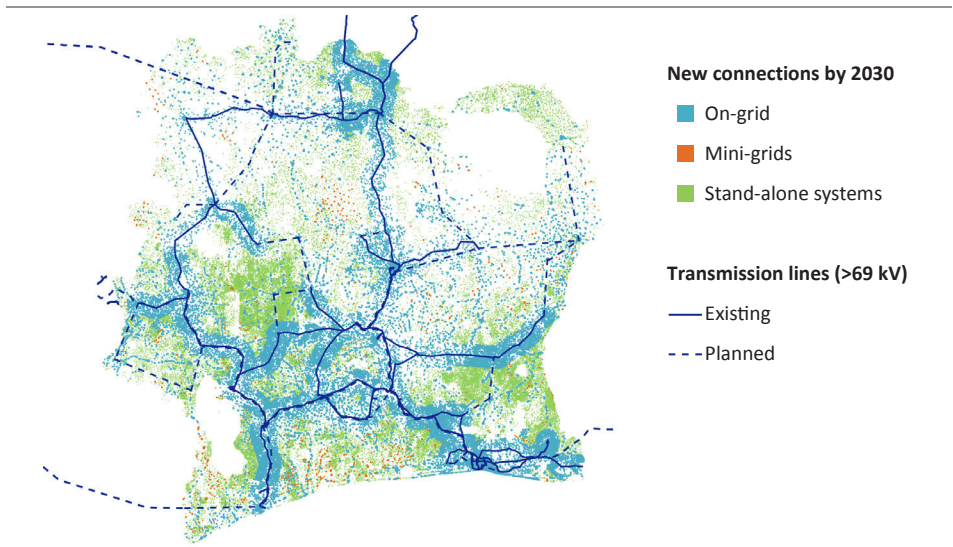 New connections by 2030
On-grid
Mini-grids
Stand-alone systems
Transmission lines (>69 kV)
Existing
Planned